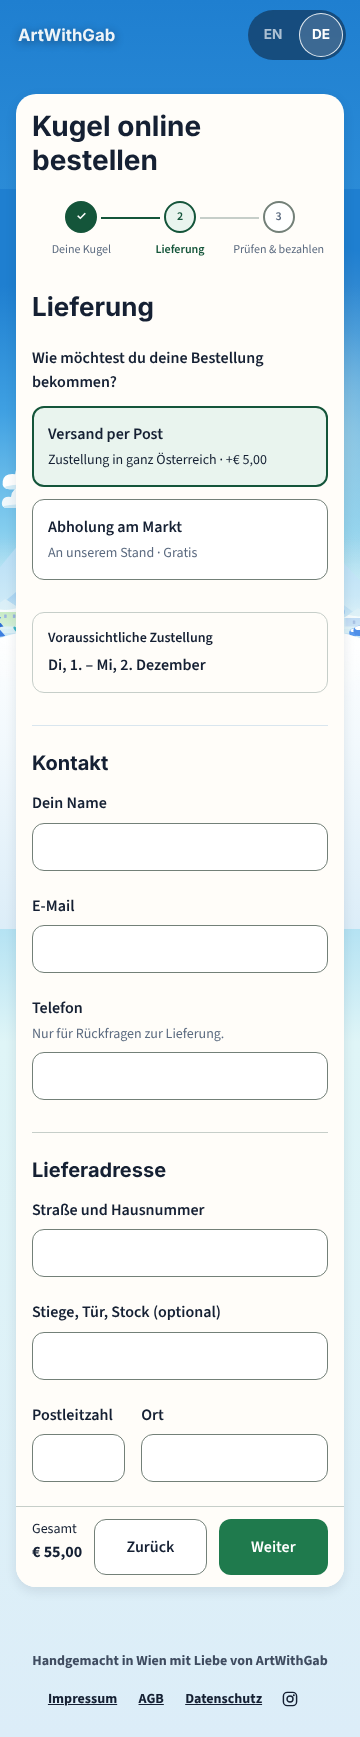 ArtWithGab
EN DE
Kugel online
bestellen
2 3
Deine Kugel Lieferung Prüfen & bezahlen
Lieferung
Wie möchtest du deine Bestellung
bekommen?
Versand per Post
Zustellung in ganz Österreich · +€ 5,00
Abholung am Markt
An unserem Stand · Gratis
Voraussichtliche Zustellung
Di, 1. – Mi, 2. Dezember
Kontakt
Dein Name
E-Mail
Telefon
Nur für Rückfragen zur Lieferung.
Lieferadresse
Straße und Hausnummer
Stiege, Tür, Stock (optional)
Postleitzahl Ort
Gesamt
€ 55,00
Zurück Weiter
Handgemacht in Wien mit Liebe von ArtWithGab
Impressum AGB Datenschutz